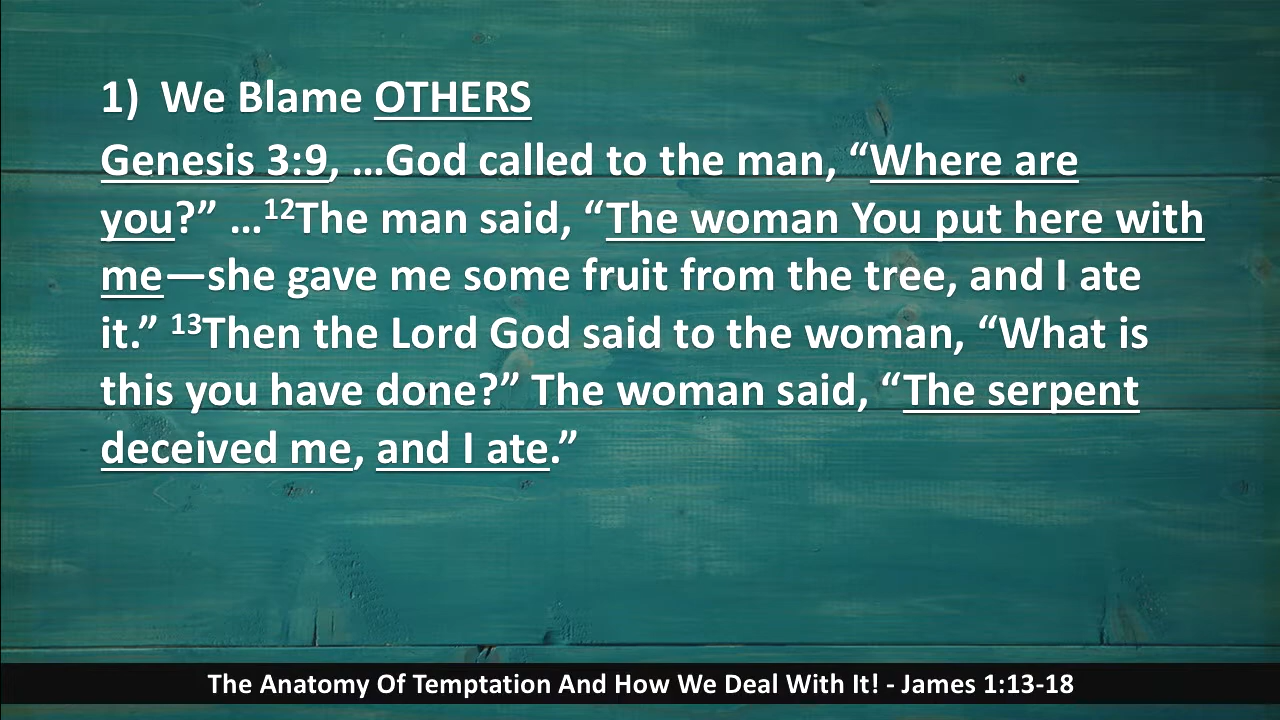 1) We Blame OTHERS
Genesis 3:9, …God called to the man, “Where are
you?” …¹²The man said, “The woman You put here with
me—she gave me some fruit from the tree, and I ate
it.” ¹³Then the Lord God said to the woman, “What is
this you have done?” The woman said, “The serpent
deceived me, and I ate.”
The Anatomy Of Temptation And How We Deal With It! - James 1:13-18